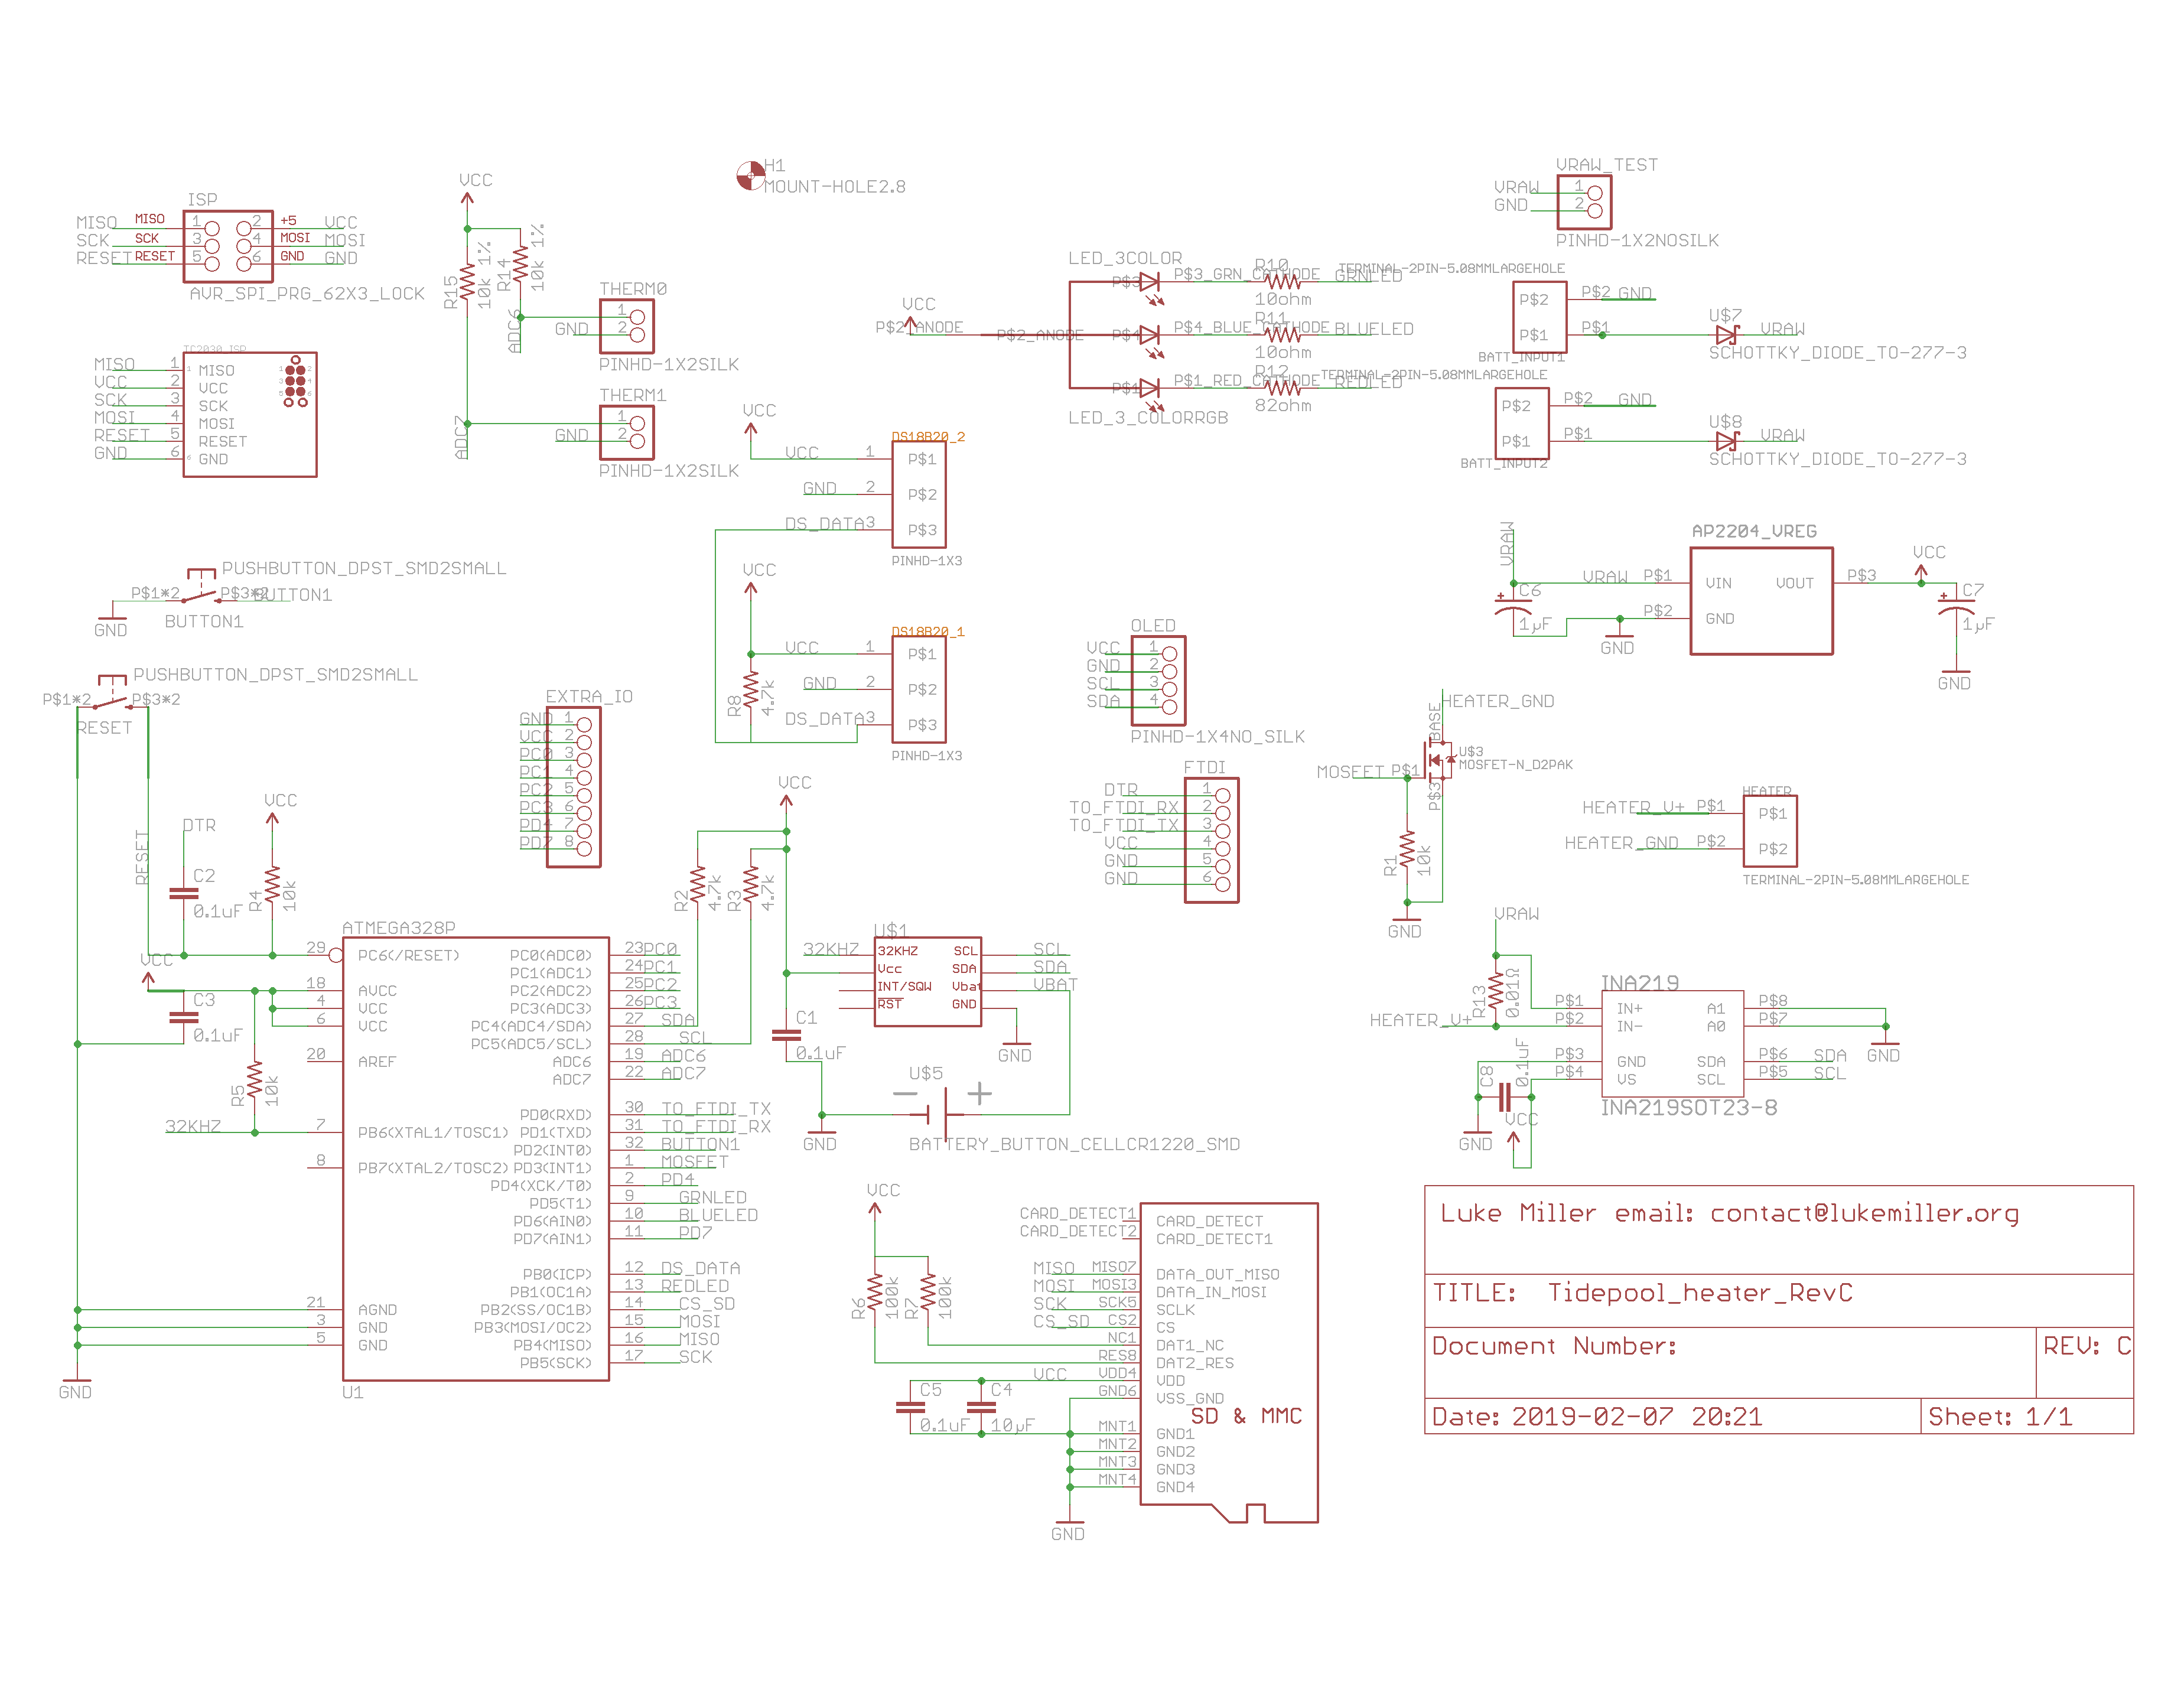 H1
MOUNT-HOLE2.8
ISP
MISO MISO 1 2 +5 VCC
SCK SCK 3 4 MOSI MOSI
RESET RESET 5 6 GND GND
AVR_SPI_PRG_62X3_LOCK
TC2030_ISP
MISO 1 MISO
VCC 2 VCC
SCK 3 SCK
MOSI 4 MOSI
RESET 5 RESET
GND 6 GND
VCC
R15
10k 1%
R14
10k 1%
ADC6
ADC7
THERM0
1
GND 2
PINHD-1X2SILK
THERM1
1
GND 2
PINHD-1X2SILK
VCC
DS18B20_2
VCC 1 P$1
GND 2 P$2
DS_DATA 3 P$3
PINHD-1X3
VCC
DS18B20_1
VCC 1 P$1
GND 2 P$2
DS_DATA 3 P$3
PINHD-1X3
R8
4.7k
LED_3COLOR
VCC
P$2_ANODE P$2_ANODE
P$3 P$3_GRN_CATHODE R10 10ohm GRNLED
P$4 P$4_BLUE_CATHODE R11 10ohm BLUELED
P$1 P$1_RED_CATHODE R12 82ohm REDLED
LED_3_COLORRGB
VRAW_TEST
VRAW 1
GND 2
PINHD-1X2NOSILK
TERMINAL-2PIN-5.08MMLARGEHOLE
P$2 P$2 GND
P$1 P$1 U$7 VRAW
BATT_INPUT1
SCHOTTKY_DIODE_TO-277-3
TERMINAL-2PIN-5.08MMLARGEHOLE
P$2 P$2 GND
P$1 P$1 U$8 VRAW
BATT_INPUT2
SCHOTTKY_DIODE_TO-277-3
AP2204_VREG
VRAW
VRAW P$1 VIN VOUT P$3 VCC
P$2 GND
C6
1µF
GND
C7
1µF
GND
PUSHBUTTON_DPST_SMD2SMALL
P$1*2 P$3*2 BUTTON1
GND
BUTTON1
PUSHBUTTON_DPST_SMD2SMALL
P$1*2 P$3*2
RESET
EXTRA_IO
GND 1
VCC 2
PC0 3
PC1 4
PC2 5
PC3 6
PD4 7
PD7 8
OLED
VCC 1
GND 2
SCL 3
SDA 4
PINHD-1X4NO_SILK
FTDI
DTR 1
TO_FTDI_RX 2
TO_FTDI_TX 3
VCC 4
GND 5
GND 6
HEATER_GND
BASE
U$3
MOSFET-N_D2PAK
MOSFET P$1
P$3
R1
10k
GND
HEATER
HEATER_V+ P$1 P$1
HEATER_GND P$2 P$2
TERMINAL-2PIN-5.08MMLARGEHOLE
RESET
DTR
C2
0.1uF
VCC
R4
10k
VCC
C3
0.1uF
R5
10k
32KHZ
GND
ATMEGA328P
29 PC6(/RESET)
18 AVCC
4 VCC
6 VCC
20 AREF
7 PB6(XTAL1/TOSC1)
8 PB7(XTAL2/TOSC2)
21 AGND
3 GND
5 GND
PC0(ADC0) 23 PC0
PC1(ADC1) 24 PC1
PC2(ADC2) 25 PC2
PC3(ADC3) 26 PC3
PC4(ADC4/SDA) 27 SDA
PC5(ADC5/SCL) 28 SCL
ADC6 19 ADC6
ADC7 22 ADC7
PD0(RXD) 30 TO_FTDI_TX
PD1(TXD) 31 TO_FTDI_RX
PD2(INT0) 32 BUTTON1
PD3(INT1) 1 MOSFET
PD4(XCK/T0) 2 PD4
PD5(T1) 9 GRNLED
PD6(AIN0) 10 BLUELED
PD7(AIN1) 11 PD7
PB0(ICP) 12 DS_DATA
PB1(OC1A) 13 REDLED
PB2(SS/OC1B) 14 CS_SD
PB3(MOSI/OC2) 15 MOSI
PB4(MISO) 16 MISO
PB5(SCK) 17 SCK
U1
VCC
R2
4.7k
R3
4.7k
U$1
32KHZ 32KHZ SCL SCL
Vcc SDA SDA
INT/SQW Vbat VBAT
RST GND
GND
C1
0.1uF
U$5
GND
BATTERY_BUTTON_CELLCR1220_SMD
VCC
R6
100k
R7
100k
CARD_DETECT1 CARD_DETECT
CARD_DETECT2 CARD_DETECT1
MISO MISO7 DATA_OUT_MISO
MOSI MOSI3 DATA_IN_MOSI
SCK SCK5 SCLK
CS_SD CS2 CS
NC1 DAT1_NC
RES8 DAT2_RES
VCC VDD4 VDD
GND6 VSS_GND
SD & MMC
MNT1 GND1
MNT2 GND2
MNT3 GND3
MNT4 GND4
C5
0.1uF
C4
10µF
GND
VRAW
R13
0.01Ω
HEATER_V+
INA219
P$1 IN+ A1 P$8
P$2 IN- A0 P$7
P$3 GND SDA P$6 SDA
P$4 VS SCL P$5 SCL
INA219SOT23-8
GND
C8
0.1uF
VCC
GND
Luke Miller email: contact@lukemiller.org
TITLE: Tidepool_heater_RevC
Document Number:
REV: C
Date: 2019-02-07 20:21
Sheet: 1/1